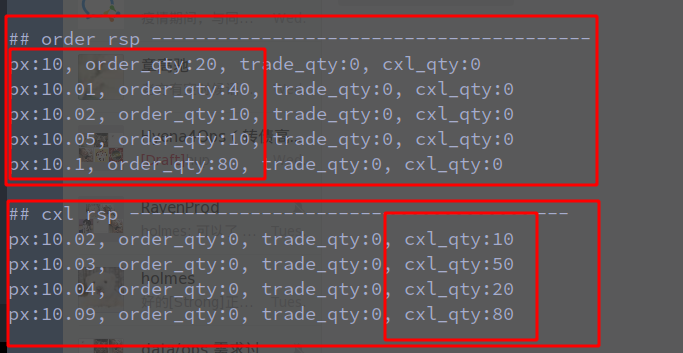 ## order rsp ----------------------------------------
px:10, order_qty:20, trade_qty:0, cxl_qty:0
px:10.01, order_qty:40, trade_qty:0, cxl_qty:0
px:10.02, order_qty:10, trade_qty:0, cxl_qty:0
px:10.05, order_qty:10, trade_qty:0, cxl_qty:0
px:10.1, order_qty:80, trade_qty:0, cxl_qty:0
RavenProd
## cxl rsp ----------------------------------------
px:10.02, order_qty:0, trade_qty:0, cxl_qty:10
px:10.03, order_qty:0, trade_qty:0, cxl_qty:50
holmes
px:10.04, order_qty:0, trade_qty:0, cxl_qty:20
px:10.09, order_qty:0, trade_qty:0, cxl_qty:80